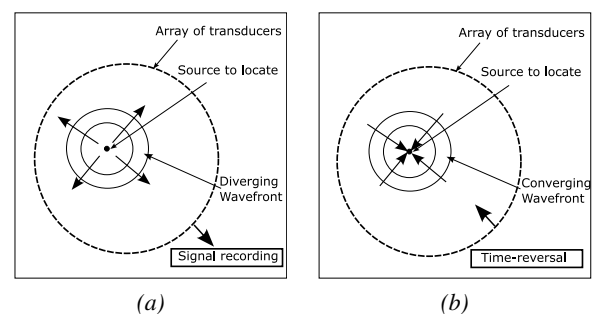 Array of transducers
Source to locate
Diverging
Wavefront
Signal recording
(a)
Array of transducers
Source to locate
Converging
Wavefront
Time-reversal
(b)